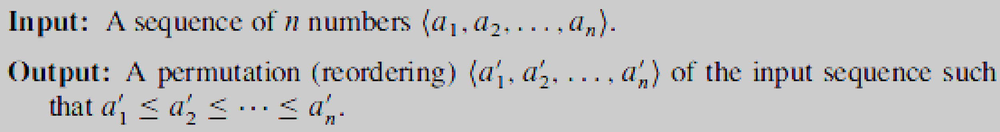 Input: A sequence of n numbers ⟨a₁, a₂, . . . , aₙ⟩.
Output: A permutation (reordering) ⟨a′₁, a′₂, . . . , a′ₙ⟩ of the input sequence such
that a′₁ ≤ a′₂ ≤ ⋯ ≤ a′ₙ.